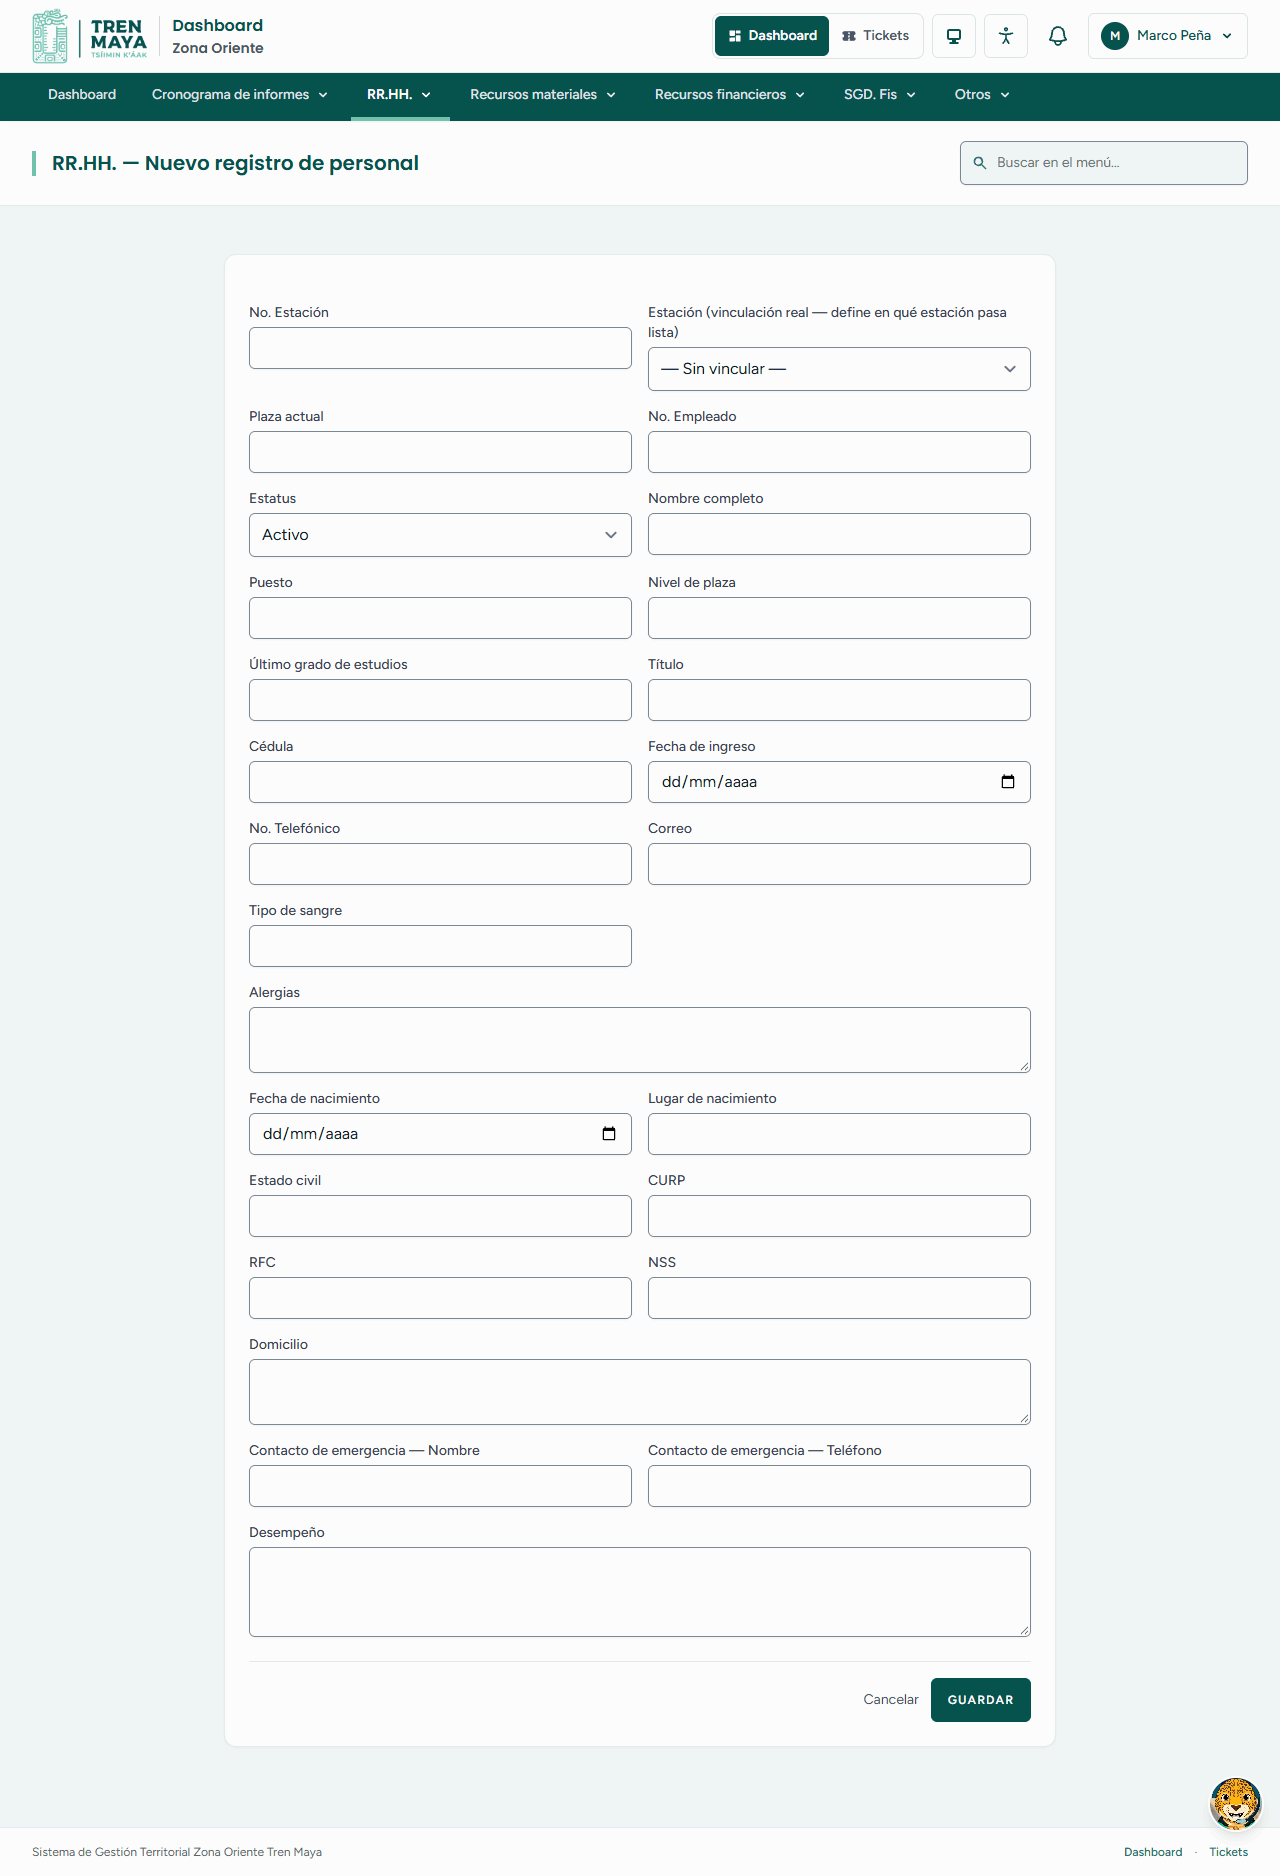 TREN
MAYA
TSÍIMIN K'ÁAK
Dashboard
Zona Oriente
Dashboard
Tickets
M
Marco Peña
Dashboard
Cronograma de informes
RR.HH.
Recursos materiales
Recursos financieros
SGD. Fis
Otros
RR.HH. — Nuevo registro de personal
Buscar en el menú...
No. Estación
Estación (vinculación real — define en qué estación pasa
lista)
— Sin vincular —
Plaza actual
No. Empleado
Estatus
Activo
Nombre completo
Puesto
Nivel de plaza
Último grado de estudios
Título
Cédula
Fecha de ingreso
dd/mm/aaaa
No. Telefónico
Correo
Tipo de sangre
Alergias
Fecha de nacimiento
dd/mm/aaaa
Lugar de nacimiento
Estado civil
CURP
RFC
NSS
Domicilio
Contacto de emergencia — Nombre
Contacto de emergencia — Teléfono
Desempeño
Cancelar
GUARDAR
Sistema de Gestión Territorial Zona Oriente Tren Maya
Dashboard · Tickets